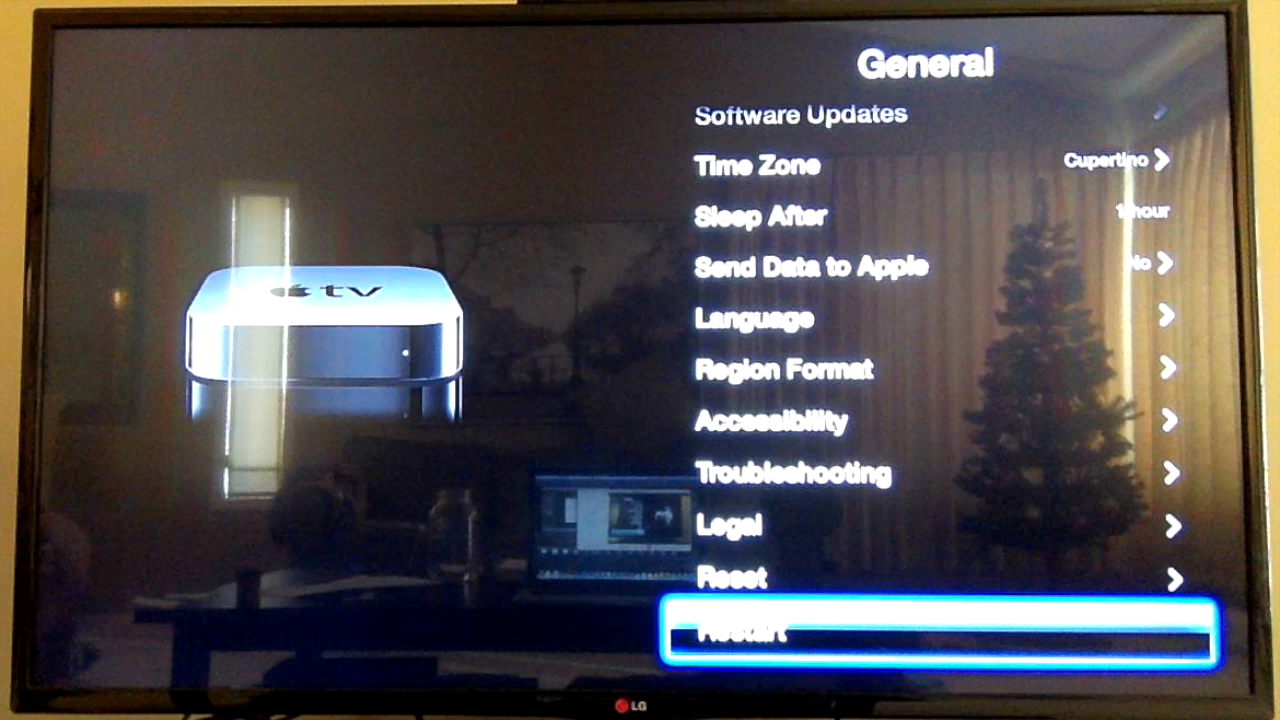 General
Software Updates
Time Zone Cupertino
Sleep After 1 hour
Send Data to Apple No
Language
Region Format
Accessibility
Troubleshooting
Legal
Reset
Restart
tv
LG